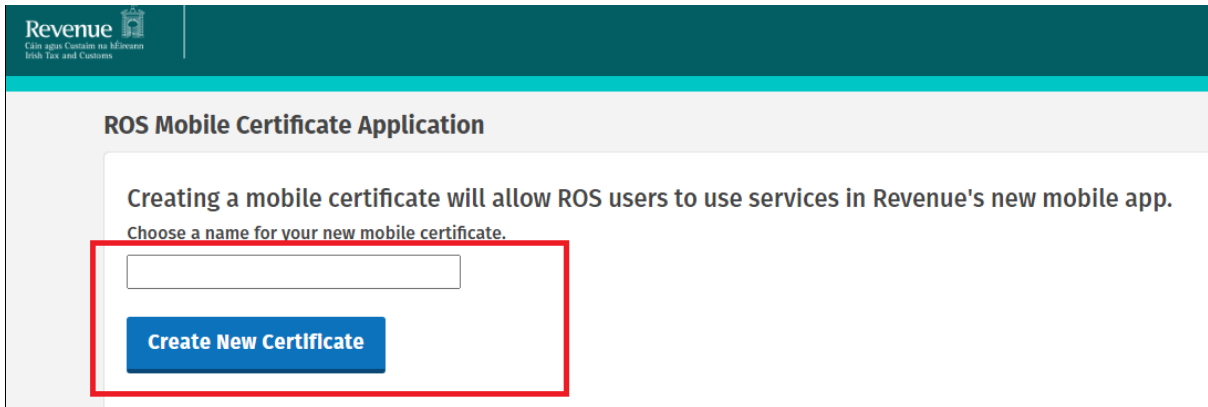 Revenue
Cáin agus Custaim na hÉireann
Irish Tax and Customs
ROS Mobile Certificate Application
Creating a mobile certificate will allow ROS users to use services in Revenue's new mobile app.
Choose a name for your new mobile certificate.
Create New Certificate